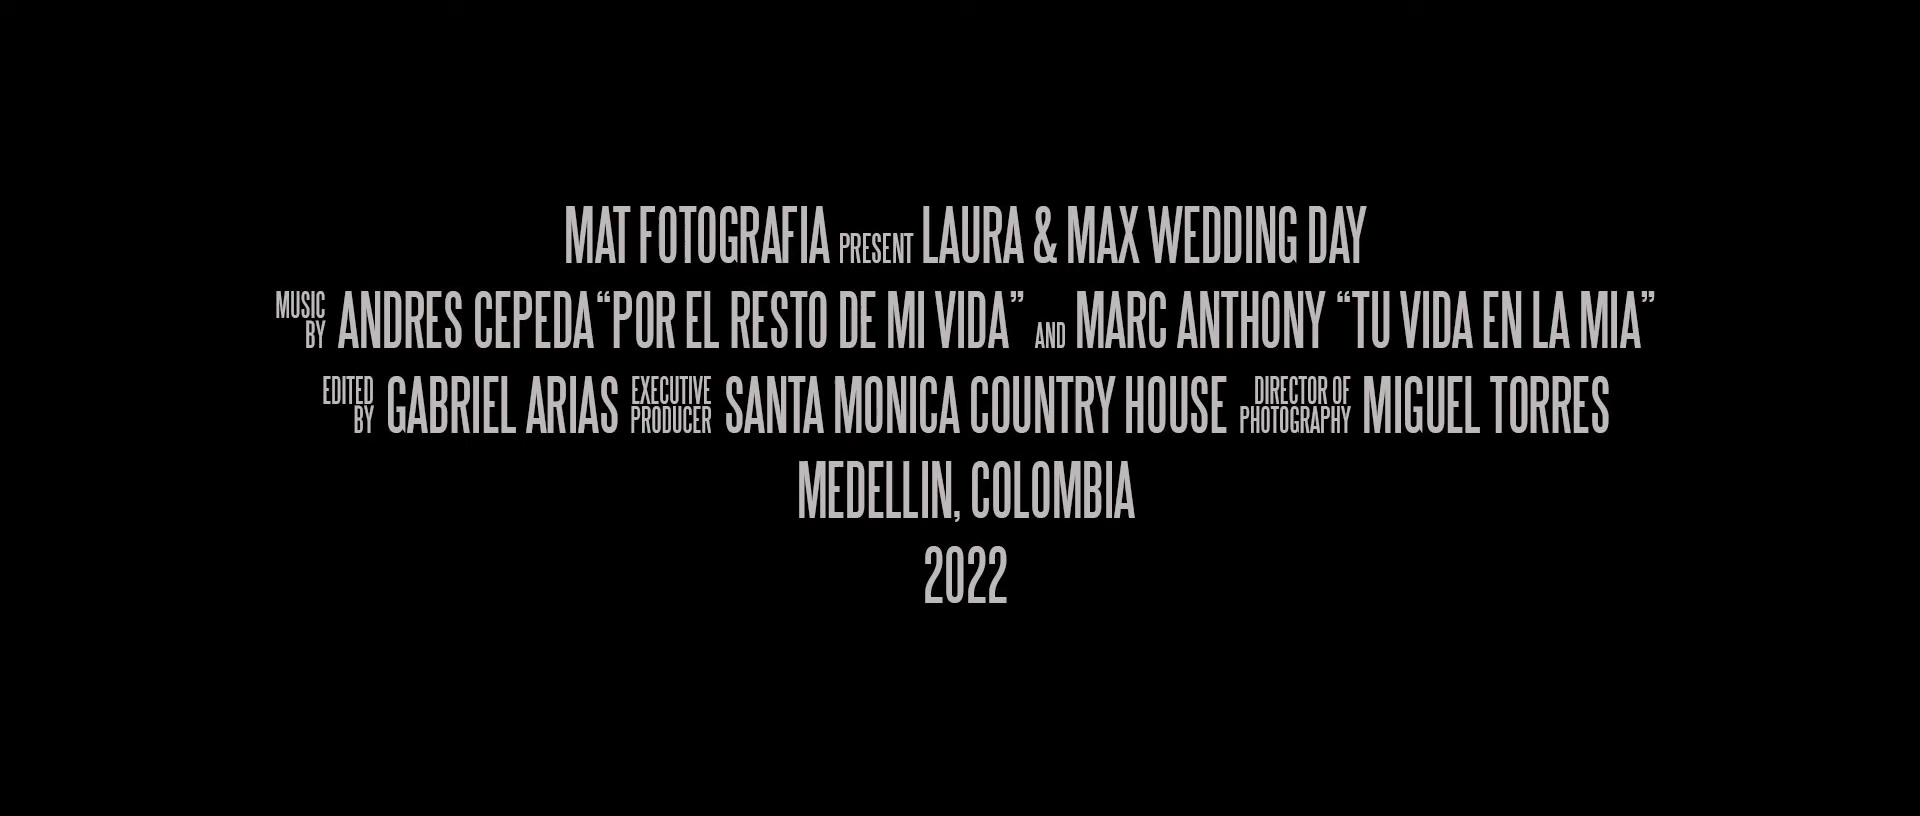 MAT FOTOGRAFIA PRESENT LAURA & MAX WEDDING DAY
MUSIC BY ANDRES CEPEDA “POR EL RESTO DE MI VIDA” AND MARC ANTHONY “TU VIDA EN LA MIA”
EDITED BY GABRIEL ARIAS EXECUTIVE PRODUCER SANTA MONICA COUNTRY HOUSE DIRECTOR OF PHOTOGRAPHY MIGUEL TORRES
MEDELLIN, COLOMBIA
2022